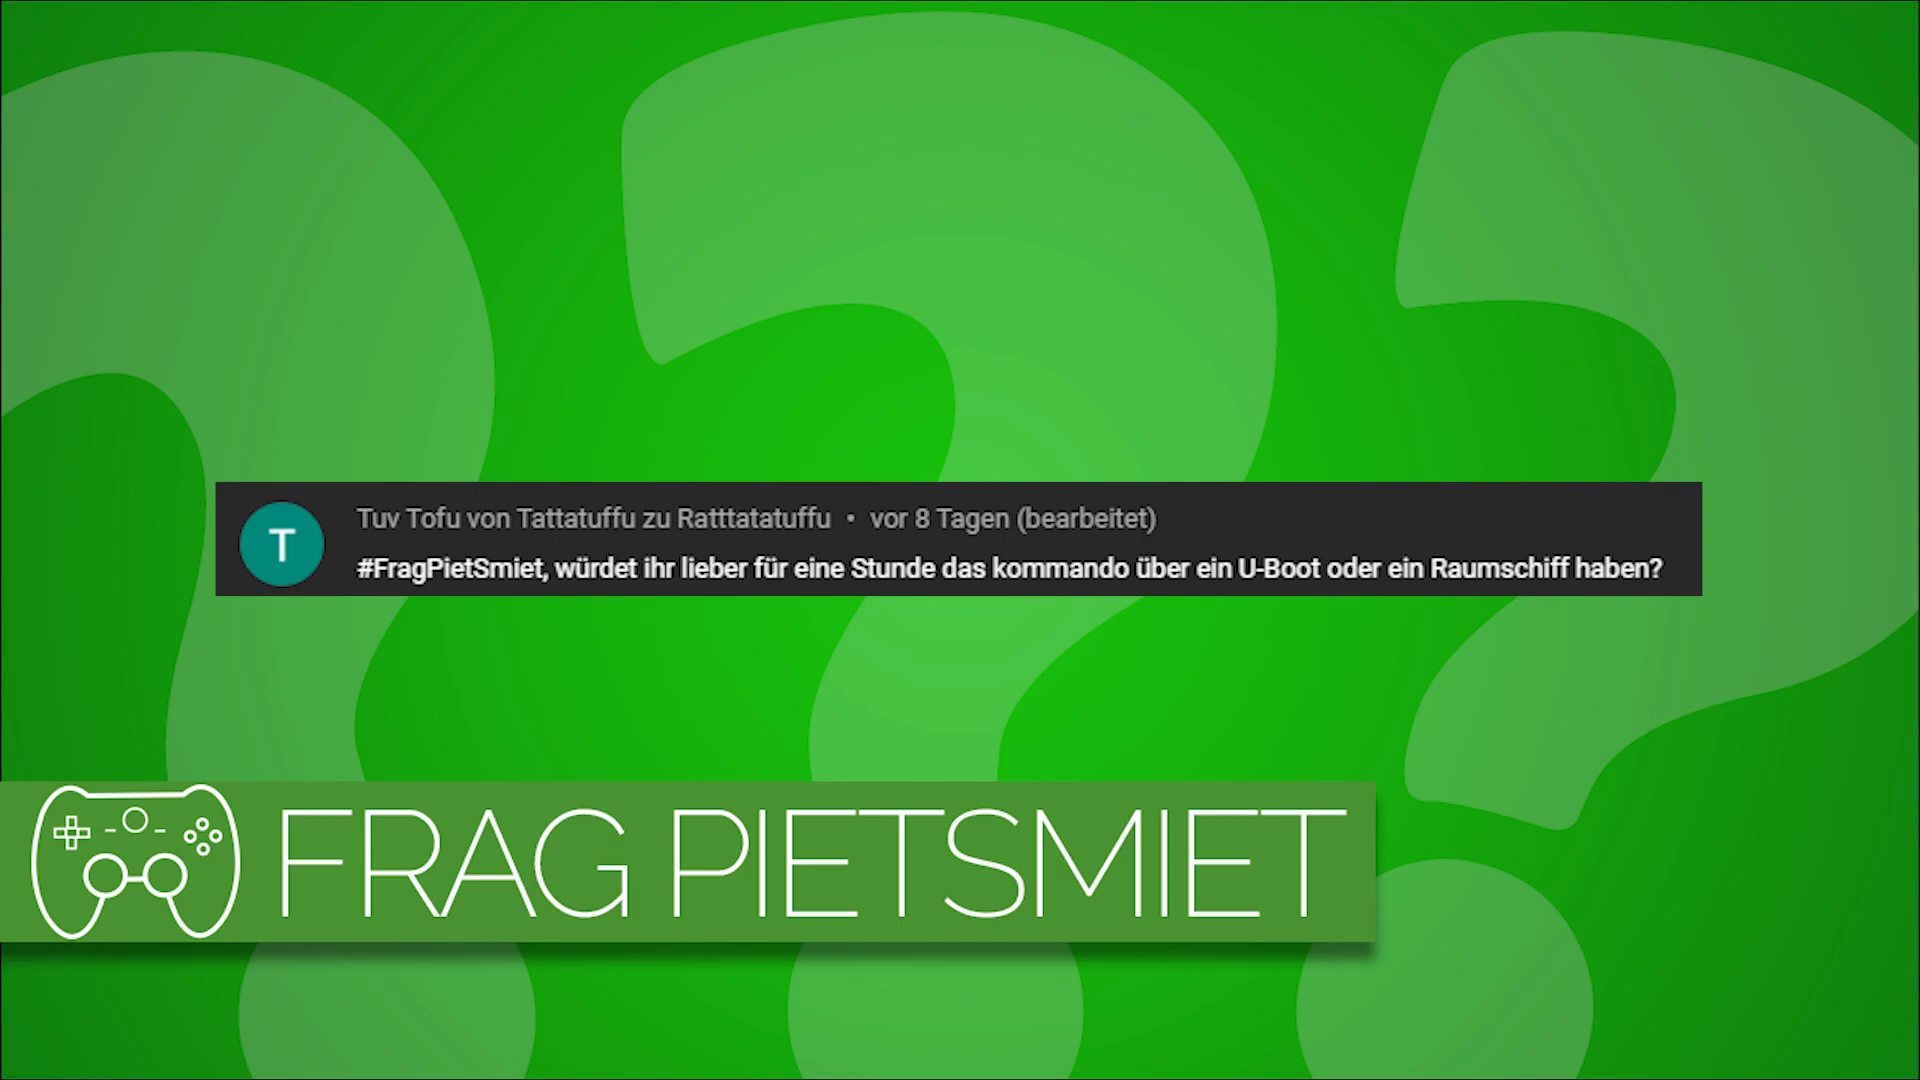 Tuv Tofu von Tattatuffu zu Ratttatatuffu • vor 8 Tagen (bearbeitet)
T
#FragPietSmiet, würdet ihr lieber für eine Stunde das kommando über ein U-Boot oder ein Raumschiff haben?
FRAG PIETSMIET